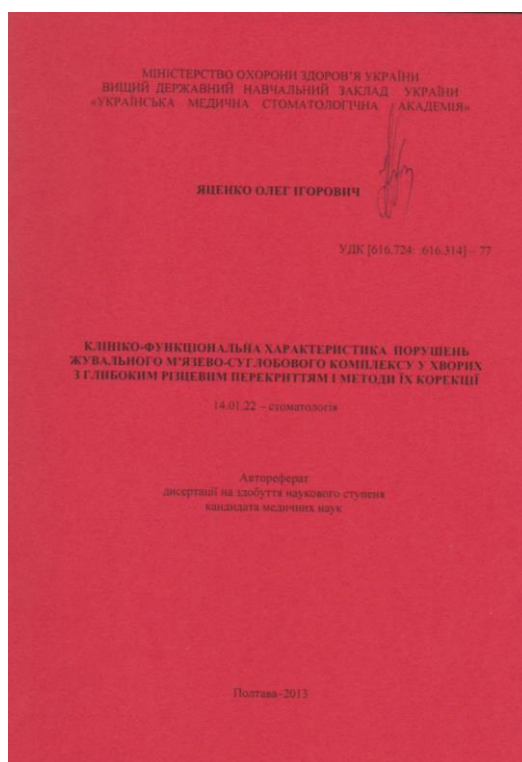 МІНІСТЕРСТВО ОХОРОНИ ЗДОРОВ'Я УКРАЇНИ
ВИЩИЙ ДЕРЖАВНИЙ НАВЧАЛЬНИЙ ЗАКЛАД УКРАЇНИ
«УКРАЇНСЬКА МЕДИЧНА СТОМАТОЛОГІЧНА АКАДЕМІЯ»
ЯЦЕНКО ОЛЕГ ІГОРОВИЧ
УДК [616.724: .616.314] – 77
КЛІНІКО-ФУНКЦІОНАЛЬНА ХАРАКТЕРИСТИКА ПОРУШЕНЬ
ЖУВАЛЬНОГО М'ЯЗЕВО-СУГЛОБОВОГО КОМПЛЕКСУ У ХВОРИХ
З ГЛИБОКИМ РІЗЦЕВИМ ПЕРЕКРИТТЯМ І МЕТОДИ ЇХ КОРЕКЦІЇ
14.01.22 – стоматологія
Автореферат
дисертації на здобуття наукового ступеня
кандидата медичних наук
Полтава–2013